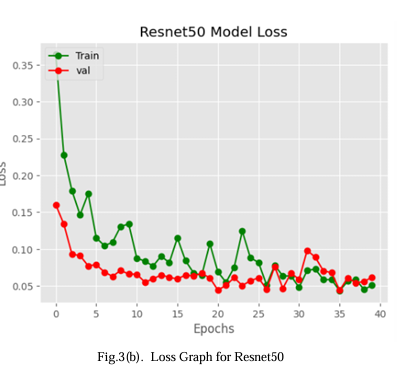 Resnet50 Model Loss
Train
val
0.35
0.30
0.25
0.20
0.15
0.10
0.05
Loss
0 5 10 15 20 25 30 35 40
Epochs
Fig.3(b). Loss Graph for Resnet50